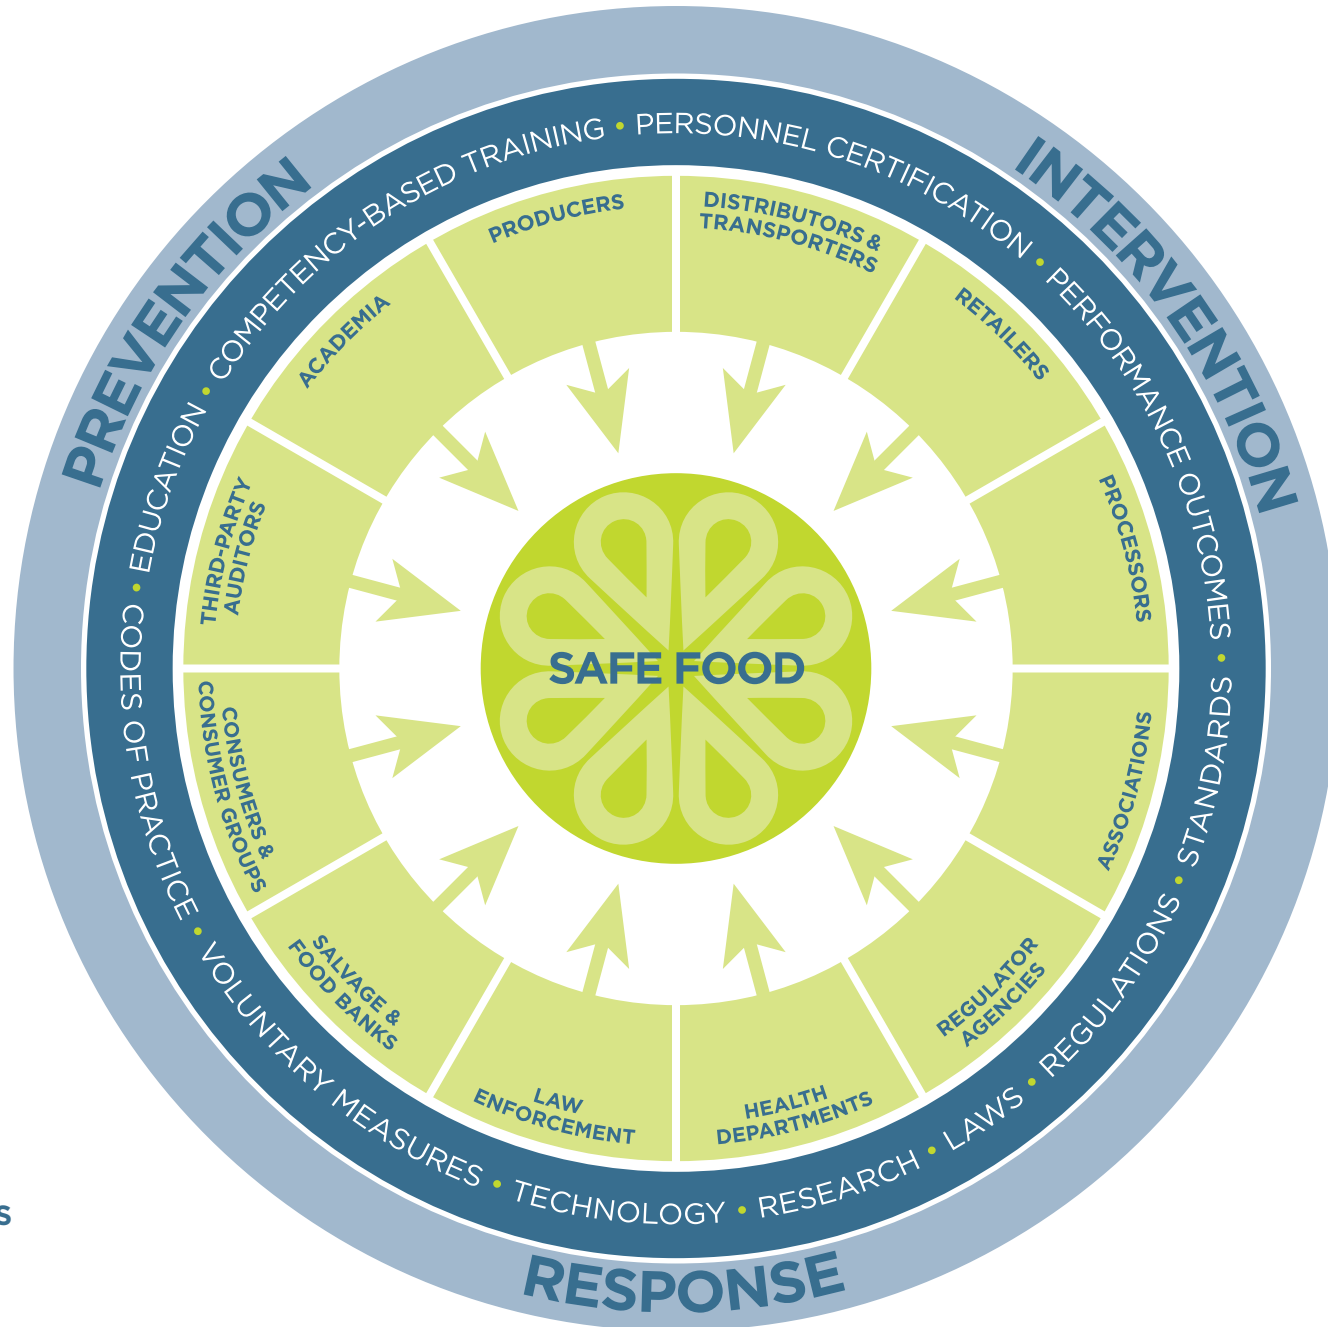 PREVENTION
INTERVENTION
RESPONSE
EDUCATION • COMPETENCY-BASED TRAINING • PERSONNEL CERTIFICATION • PERFORMANCE OUTCOMES • STANDARDS • REGULATIONS • LAWS • RESEARCH • TECHNOLOGY • VOLUNTARY MEASURES • CODES OF PRACTICE •
PRODUCERS
DISTRIBUTORS &
TRANSPORTERS
RETAILERS
PROCESSORS
ASSOCIATIONS
REGULATOR
AGENCIES
HEALTH
DEPARTMENTS
LAW
ENFORCEMENT
SALVAGE &
FOOD BANKS
CONSUMERS &
CONSUMER GROUPS
THIRD-PARTY
AUDITORS
ACADEMIA
SAFE FOOD
S